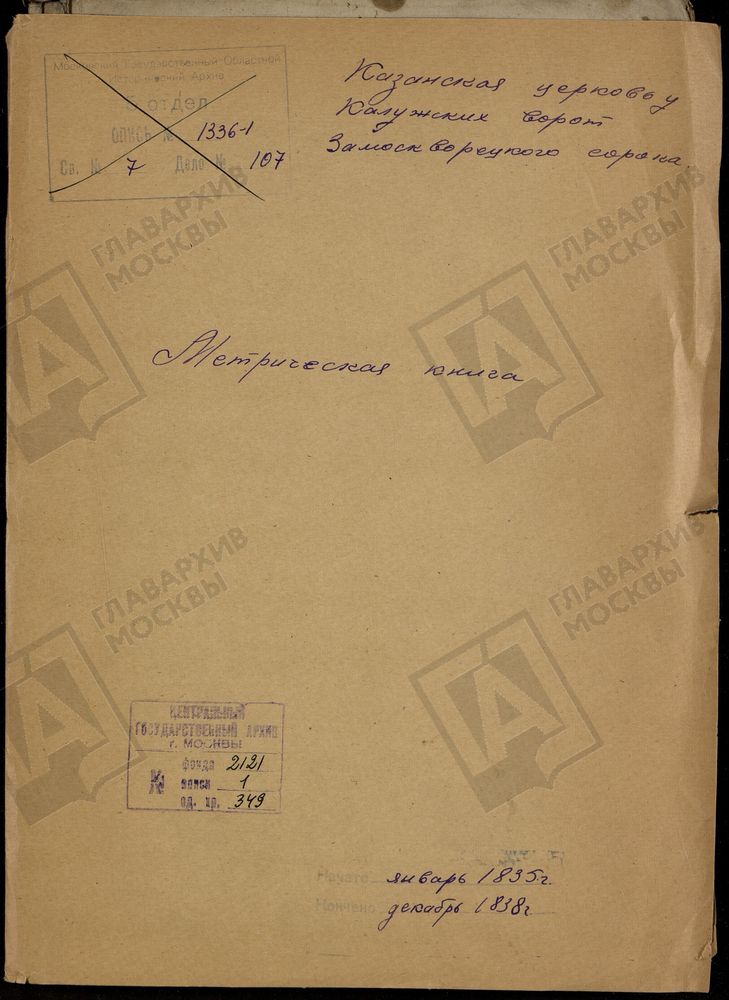 Московский Государственный Областной
Исторический Архив
5 отдел
ОПИСЬ № 1336-1
Св. № 7 Дело № 107
Казанская церковь у
Калужских ворот
Замоскворецкого сорока
ГЛАВАРХИВ
МОСКВЫ
ГЛАВАРХИВ
МОСКВЫ
Метрическая книга
ГЛАВАРХИВ
МОСКВЫ
ГЛАВАРХИВ
МОСКВЫ
ЦЕНТРАЛЬНЫЙ
ГОСУДАРСТВЕННЫЙ АРХИВ
г. МОСКВЫ
№ фонда 2121
описи 1
ед. хр. 349
Начато январь 1835г.
Кончено декабрь 1838г